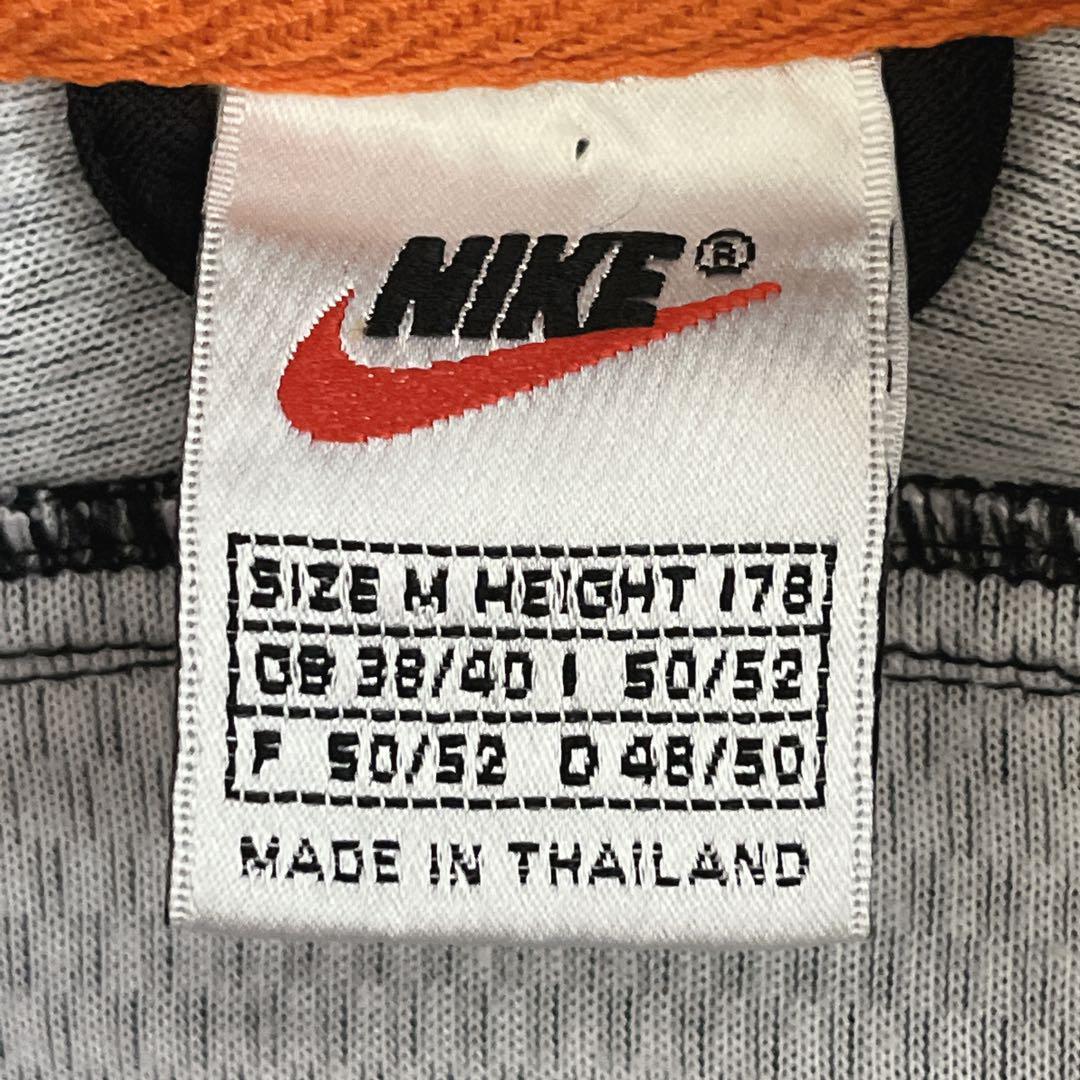 NIKE®
SIZE M HEIGHT 178
GB 38/40 I 50/52
F 50/52 D 48/50
MADE IN THAILAND